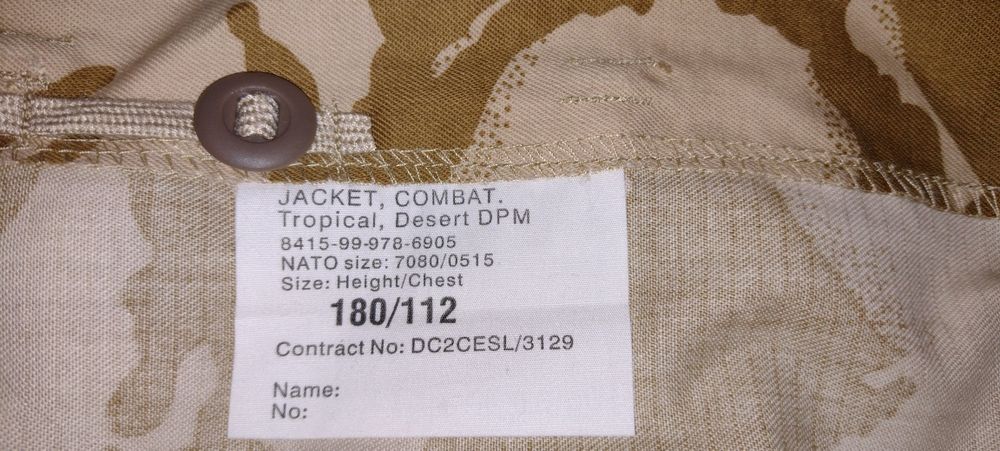 JACKET, COMBAT.
Tropical, Desert DPM
8415-99-978-6905
NATO size: 7080/0515
Size: Height/Chest
180/112
Contract No: DC2CESL/3129
Name:
No: